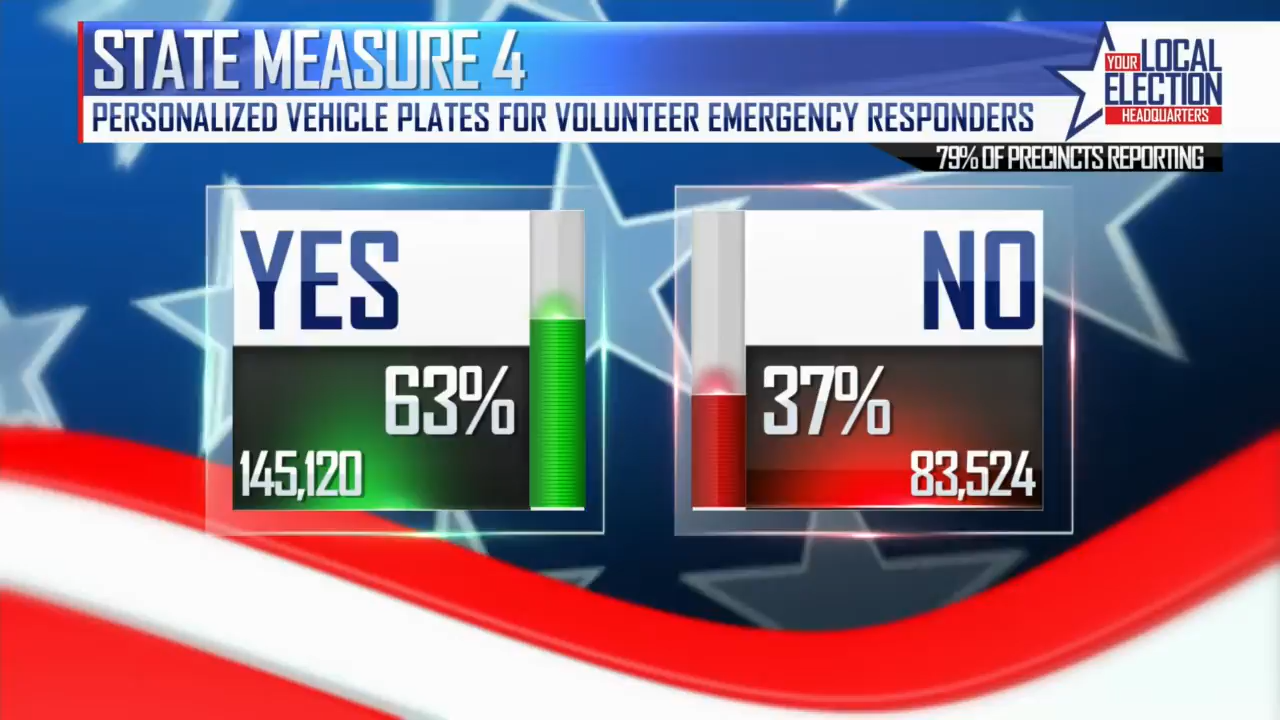 STATE MEASURE 4
PERSONALIZED VEHICLE PLATES FOR VOLUNTEER EMERGENCY RESPONDERS
YOUR LOCAL
ELECTION
HEADQUARTERS
79% OF PRECINCTS REPORTING
YES
63%
145,120
NO
37%
83,524